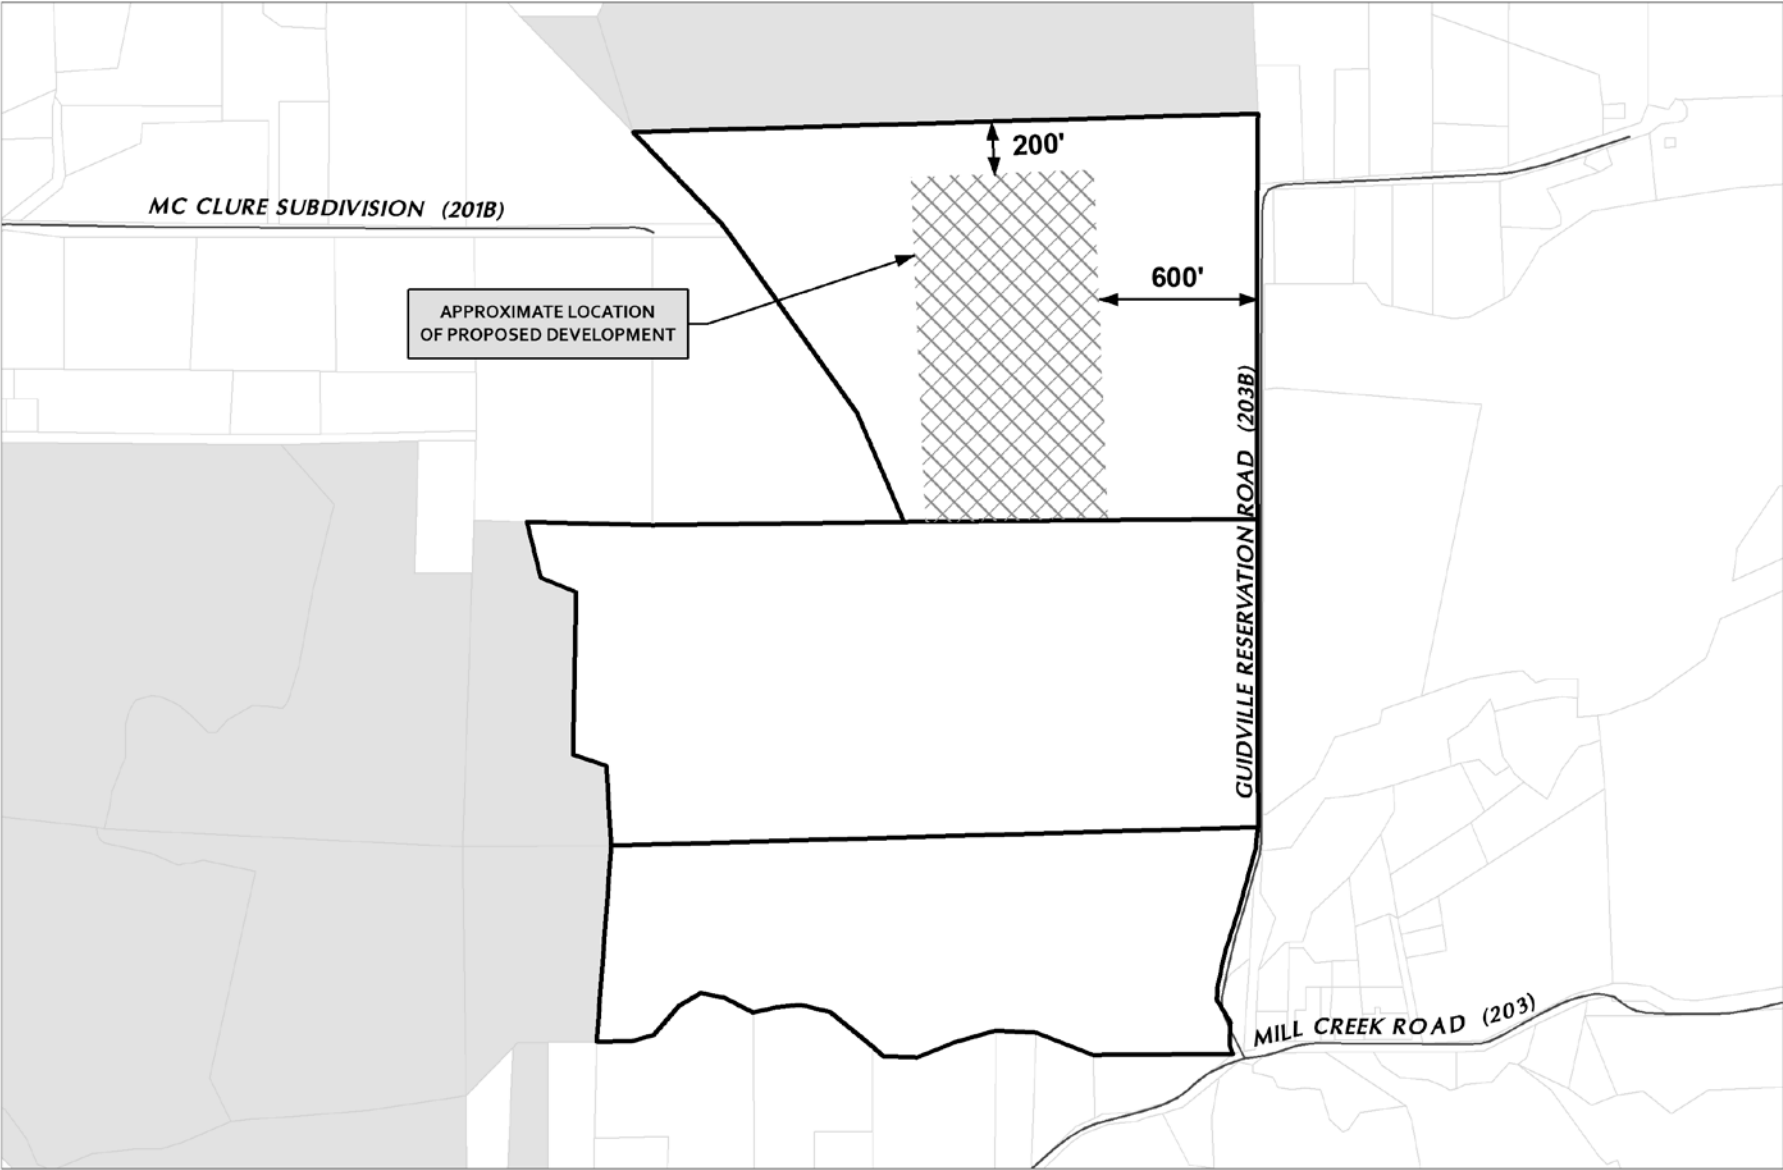 200'
MC CLURE SUBDIVISION (201B)
600'
APPROXIMATE LOCATION
OF PROPOSED DEVELOPMENT
GUIDVILLE RESERVATION ROAD (203B)
MILL CREEK ROAD (203)